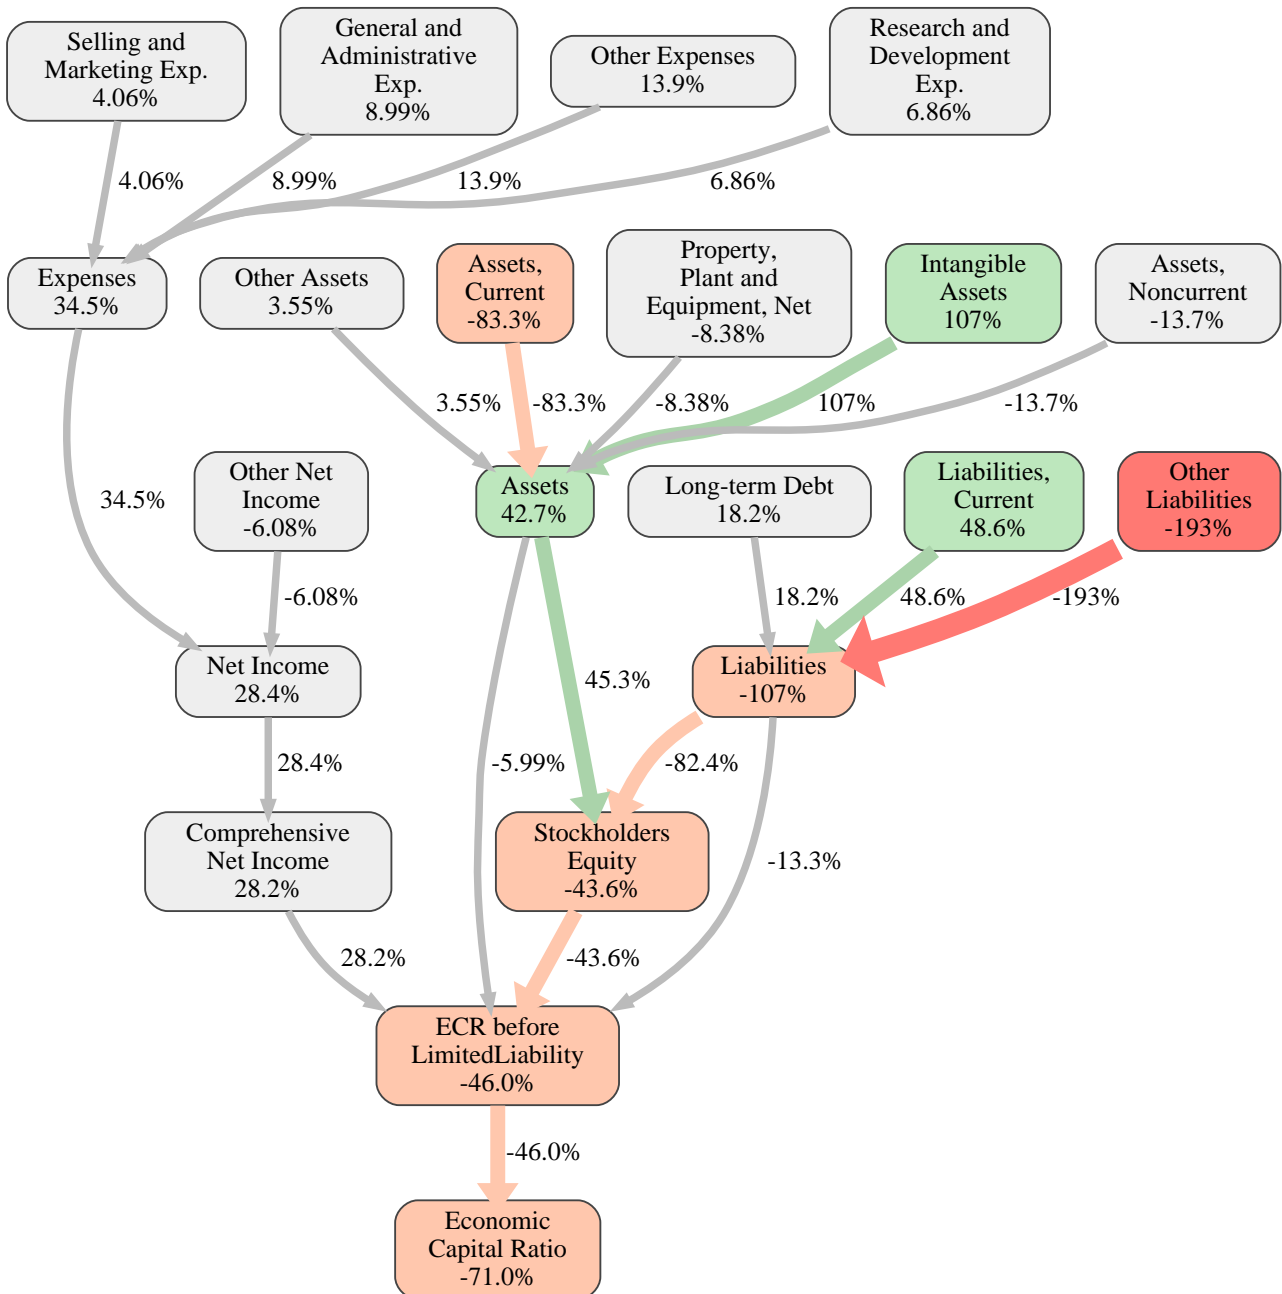 Selling and
Marketing Exp.
4.06%
General and
Administrative
Exp.
8.99%
Other Expenses
13.9%
Research and
Development
Exp.
6.86%
4.06%
8.99%
13.9%
6.86%
Expenses
34.5%
Other Assets
3.55%
Assets,
Current
-83.3%
Property,
Plant and
Equipment, Net
-8.38%
Intangible
Assets
107%
Assets,
Noncurrent
-13.7%
3.55%
-83.3%
-8.38%
107%
-13.7%
34.5%
Other Net
Income
-6.08%
Assets
42.7%
Long-term Debt
18.2%
Liabilities,
Current
48.6%
Other
Liabilities
-193%
-6.08%
18.2%
48.6%
-193%
Net Income
28.4%
45.3%
Liabilities
-107%
28.4%
-5.99%
-82.4%
Comprehensive
Net Income
28.2%
Stockholders
Equity
-43.6%
-13.3%
28.2%
-43.6%
ECR before
LimitedLiability
-46.0%
-46.0%
Economic
Capital Ratio
-71.0%